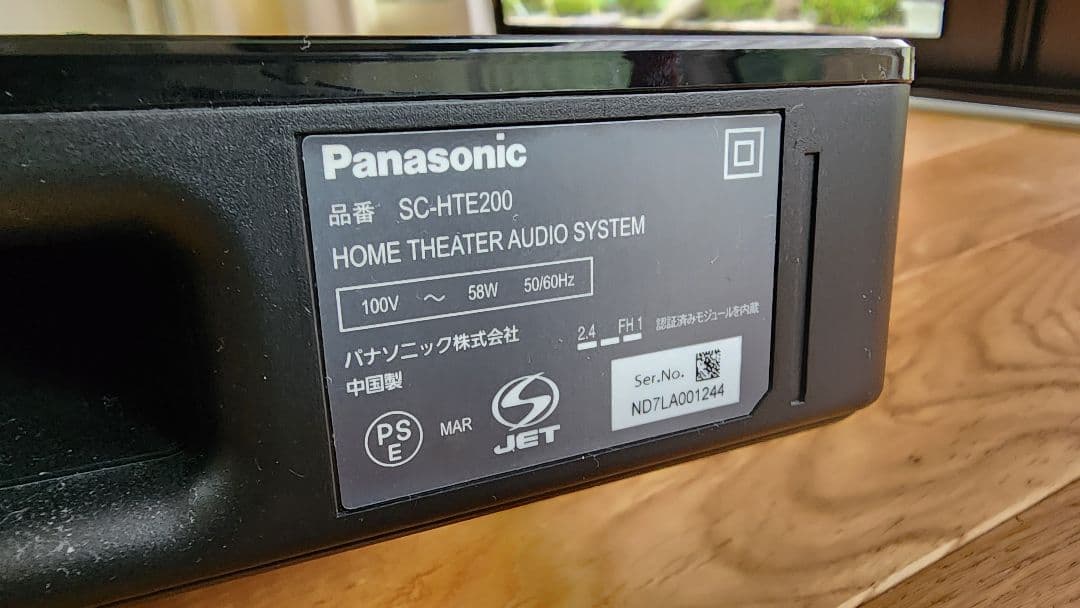 Panasonic
品番 SC-HTE200
HOME THEATER AUDIO SYSTEM
100V ～ 58W 50/60Hz
パナソニック株式会社
2.4 FH 1 認証済みモジュールを内蔵
中国製
Ser.No.
ND7LA001244
PS
E
MAR
S
JET